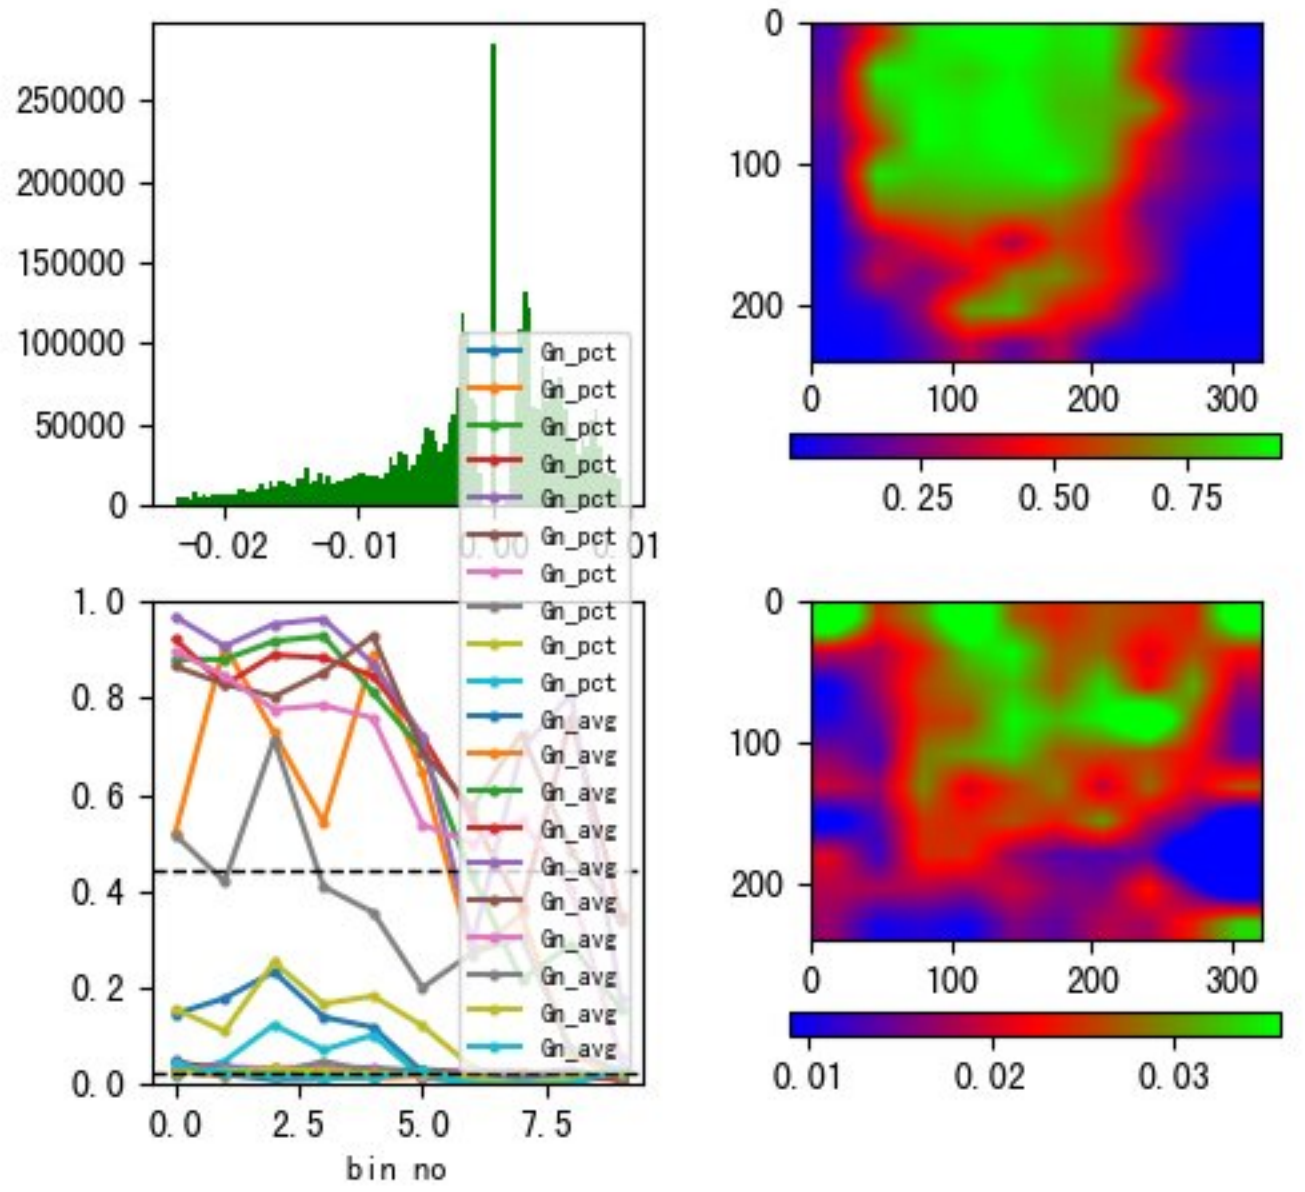 250000
200000
150000
100000
50000
0
-0.02
-0.01
0.00
0.01
0
100
200
0
100
200
300
0.25
0.50
0.75
Gn_pct
Gn_pct
Gn_pct
Gn_pct
Gn_pct
Gn_pct
Gn_pct
Gn_pct
Gn_pct
Gn_pct
Gn_avg
Gn_avg
Gn_avg
Gn_avg
Gn_avg
Gn_avg
Gn_avg
Gn_avg
Gn_avg
Gn_avg
1.0
0.8
0.6
0.4
0.2
0.0
0.0
2.5
5.0
7.5
bin no
0
100
200
0
100
200
300
0.01
0.02
0.03